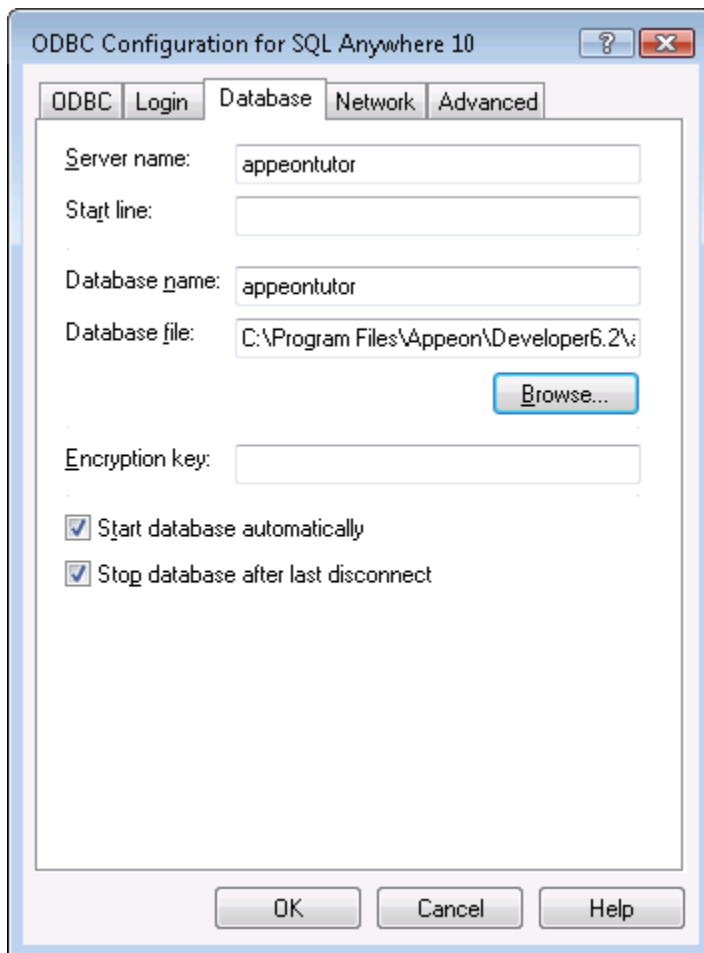 ODBC Configuration for SQL Anywhere 10
ODBC Login Database Network Advanced
Server name: appeontutor
Start line:
Database name: appeontutor
Database file: C:\Program Files\Appeon\Developer6.2\a
Browse...
Encryption key:
Start database automatically
Stop database after last disconnect
OK Cancel Help